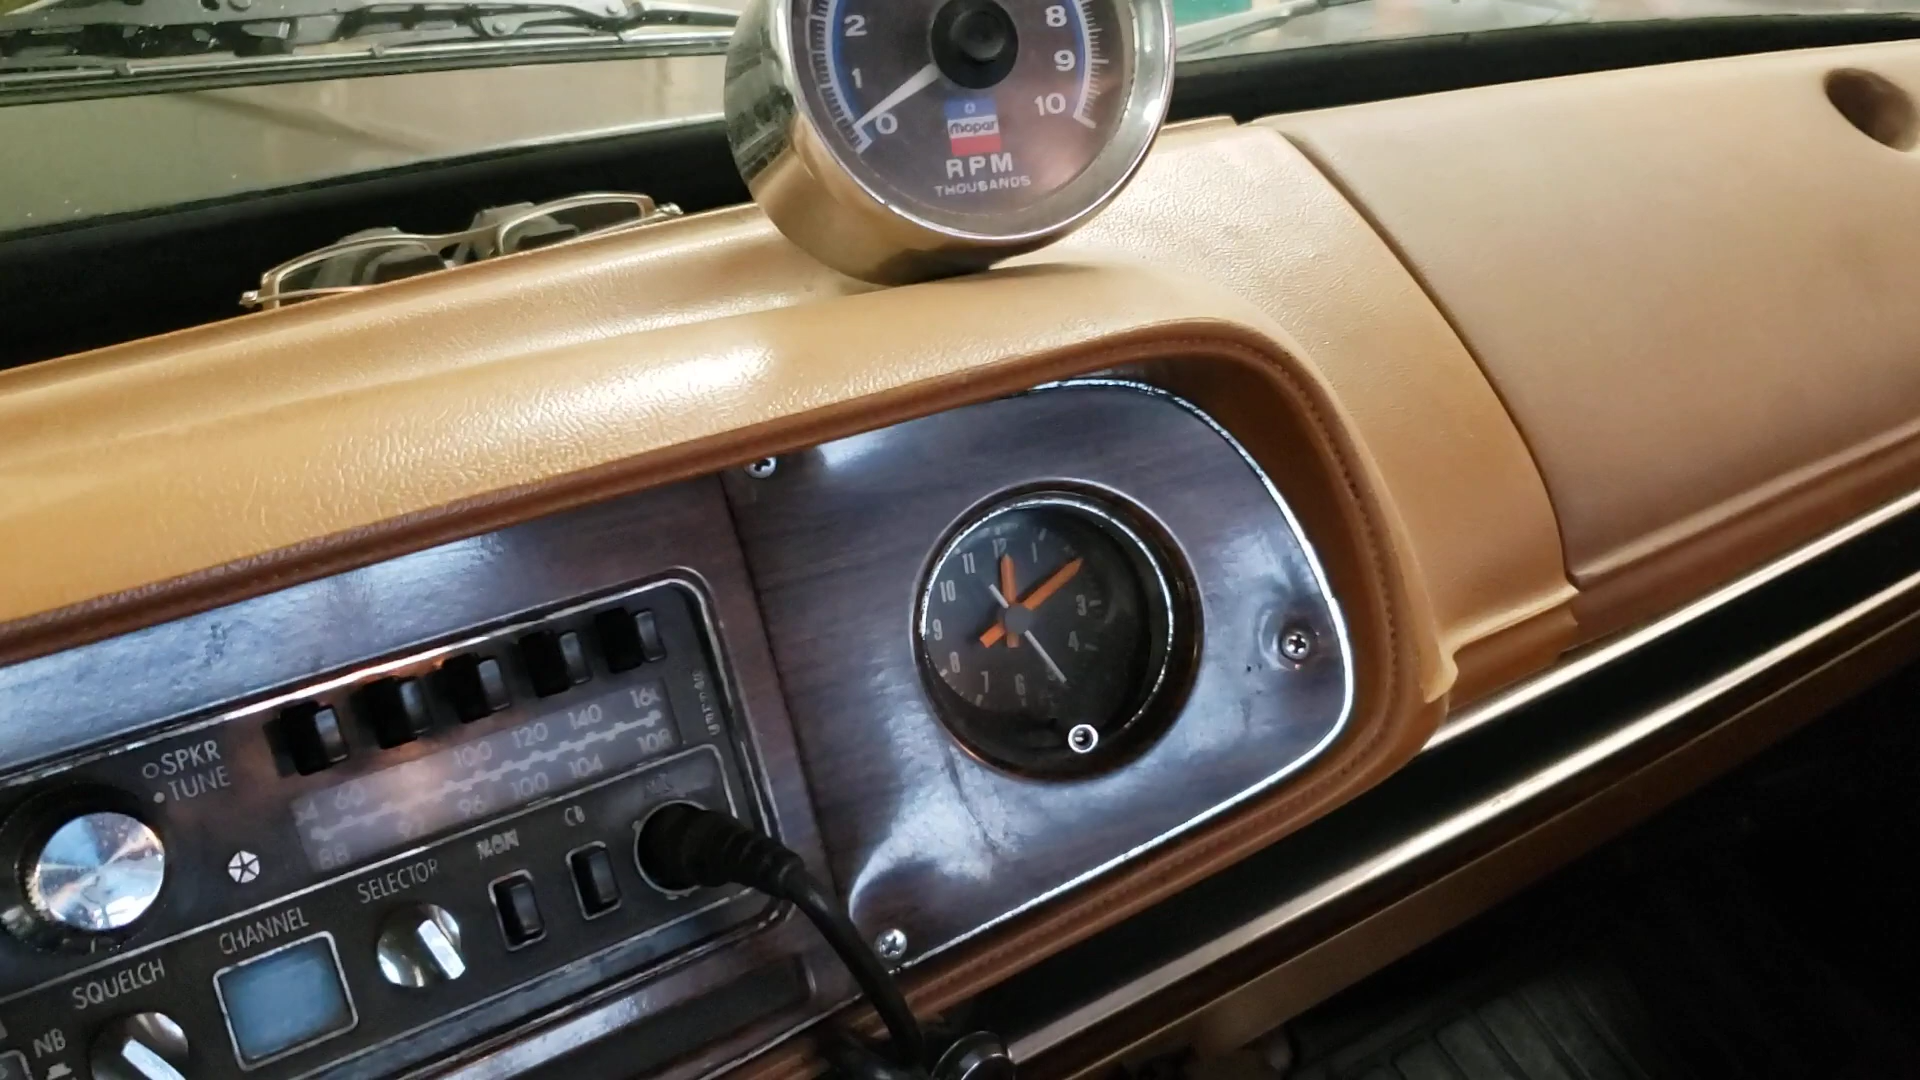 2
1
0
8
9
10
mopar
RPM
THOUSANDS
12
1
11
10
9
8
7
6
4
3
SPKR
TUNE
60 100 120 140
88 96 100 104 108
CB
SELECTOR
CHANNEL
SQUELCH
NB